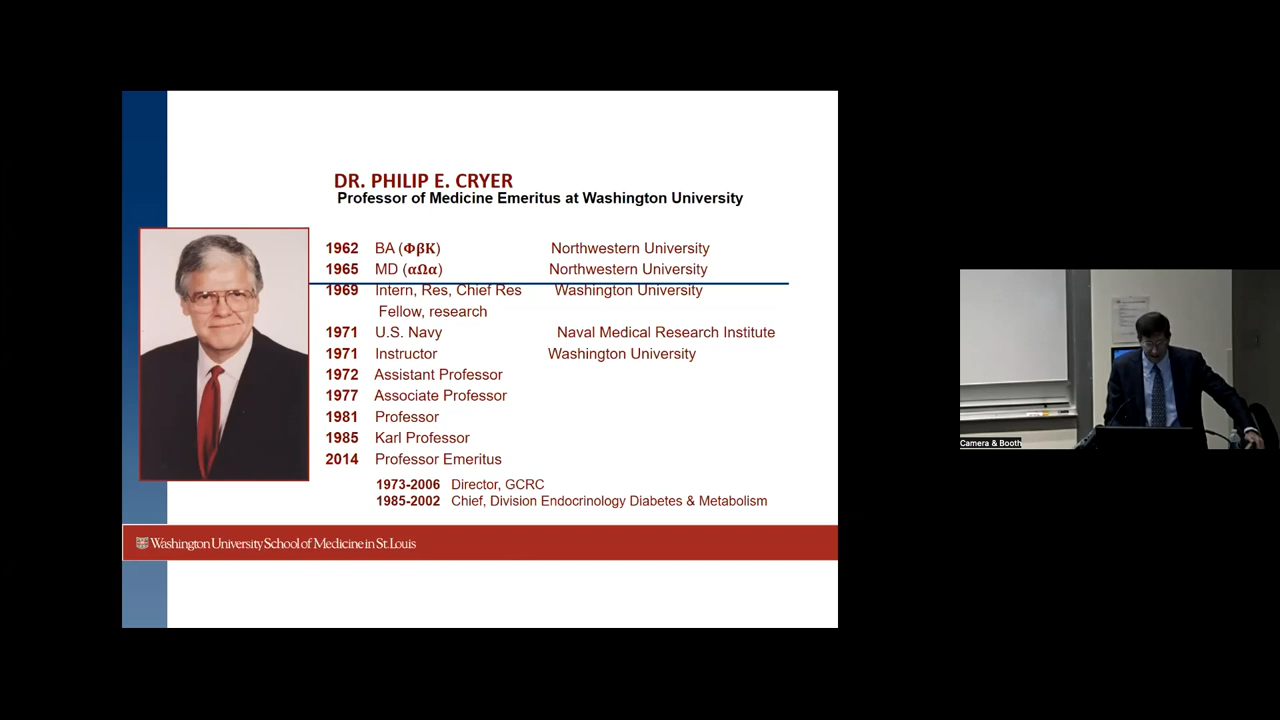 DR. PHILIP E. CRYER
Professor of Medicine Emeritus at Washington University
1962 BA (ΦβΚ) Northwestern University
1965 MD (αΩα) Northwestern University
1969 Intern, Res, Chief Res Washington University
Fellow, research
1971 U.S. Navy Naval Medical Research Institute
1971 Instructor Washington University
1972 Assistant Professor
1977 Associate Professor
1981 Professor
1985 Karl Professor
2014 Professor Emeritus
1973-2006 Director, GCRC
1985-2002 Chief, Division Endocrinology Diabetes & Metabolism
Washington University School of Medicine in St. Louis
Camera & Booth